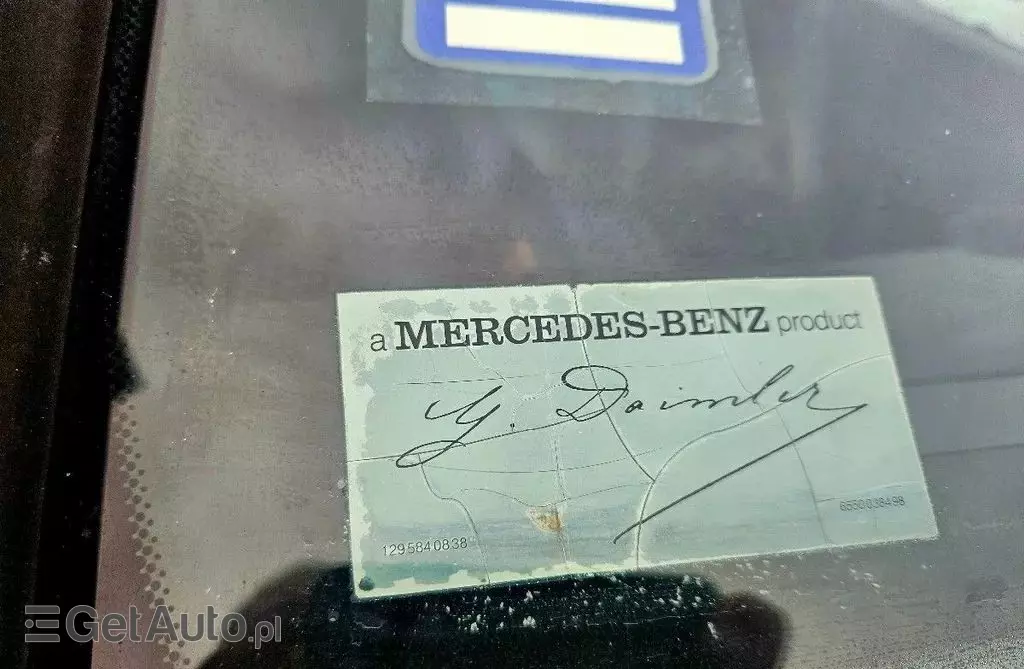 a MERCEDES-BENZ product
G. Daimler
1295840838
6550038498
GetAuto.pl